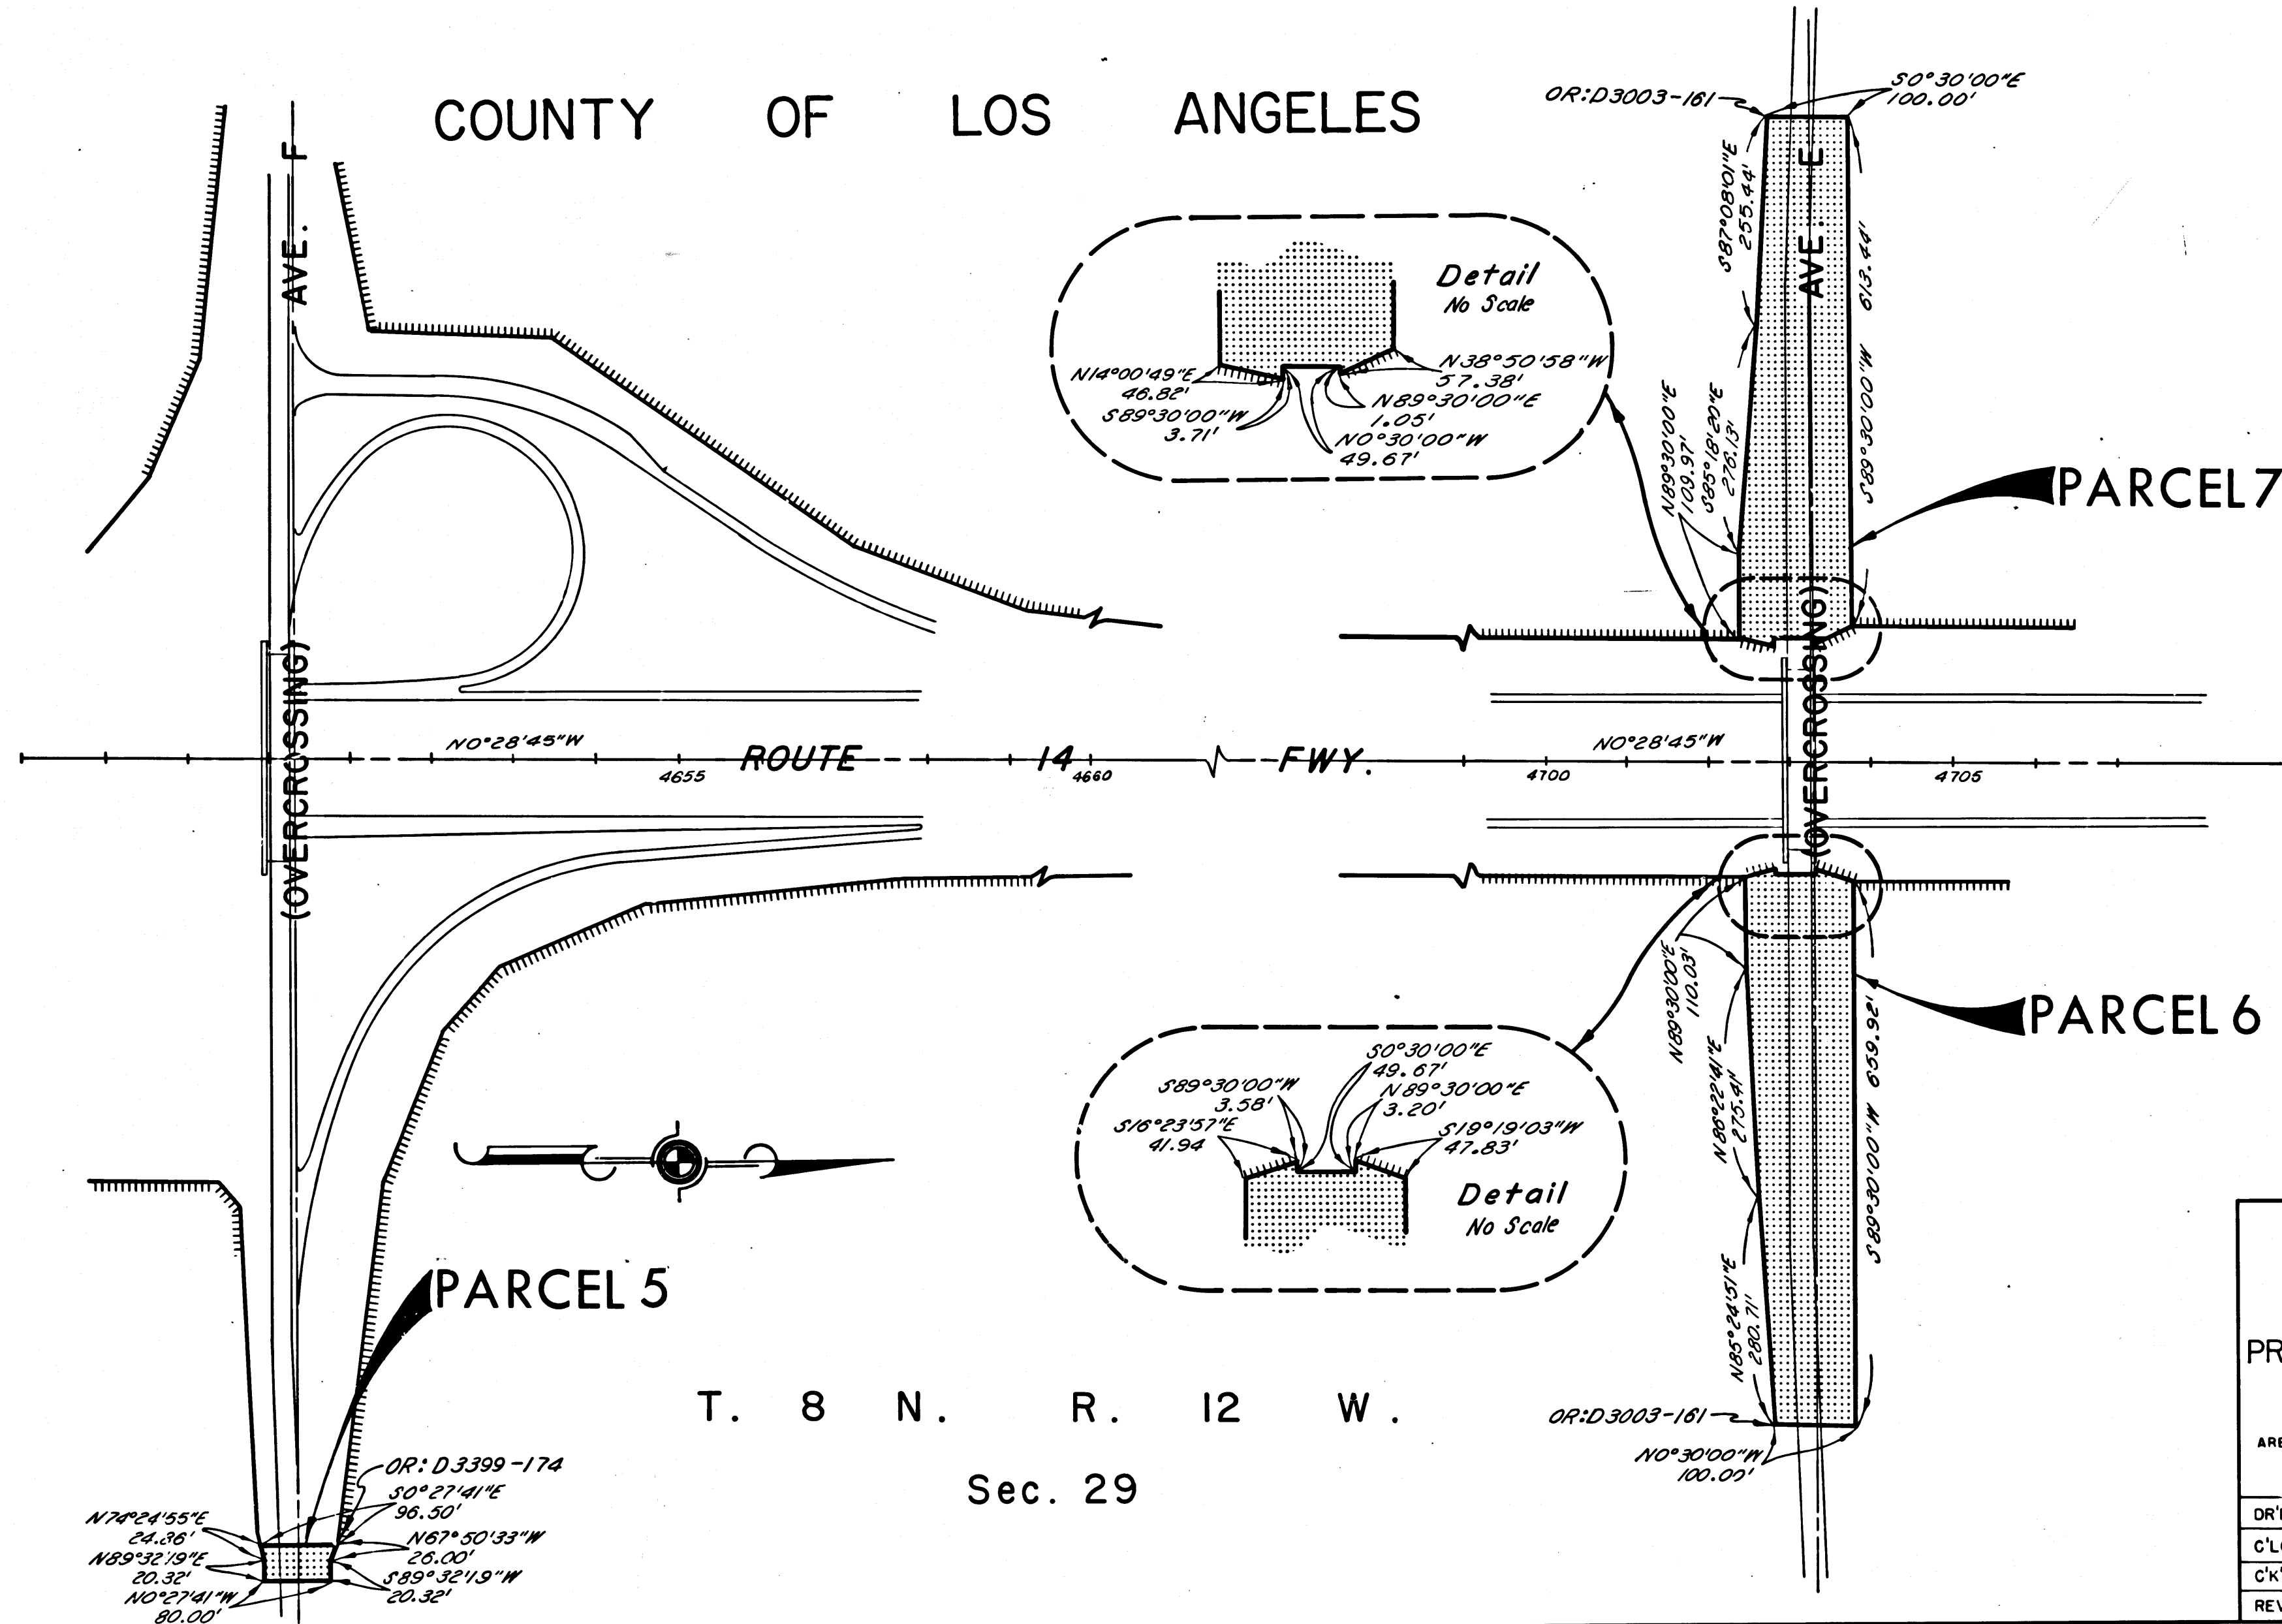 COUNTY OF LOS ANGELES
OR:D3003-161
S0°30'00"E
100.00'
AVE. F
(OVERCROSSING)
AVE. E
(OVERCROSSING)
S87°08'01"E
255.44'
S89°30'00"W 613.44'
N89°30'00"E
109.97'
S85°18'20"E
276.13'
Detail
No Scale
N14°00'49"E
46.82'
S89°30'00"W
3.71'
N38°50'58"W
57.38'
N89°30'00"E
1.05'
N0°30'00"W
49.67'
PARCEL 7
N0°28'45"W
ROUTE 14 FWY.
4655
4660
N0°28'45"W
4700
4705
N89°30'00"E
110.03'
N86°22'41"E
275.41'
N85°24'51"E
280.71'
S89°30'00"W 659.92'
PARCEL 6
S0°30'00"E
49.67'
S89°30'00"W
3.58'
N89°30'00"E
3.20'
S16°23'57"E
41.94
S19°19'03"W
47.83'
Detail
No Scale
PARCEL 5
T. 8 N. R. 12 W.
Sec. 29
OR:D3003-161
N0°30'00"W
100.00'
OR: D3399-174
S0°27'41"E
96.50'
N74°24'55"E
24.86'
N67°50'33"W
26.00'
N89°32'19"E
20.32'
S89°32'19"W
20.32'
N0°27'41"W
80.00'
PR
ARE
DR'
C'L
C'K'
REV